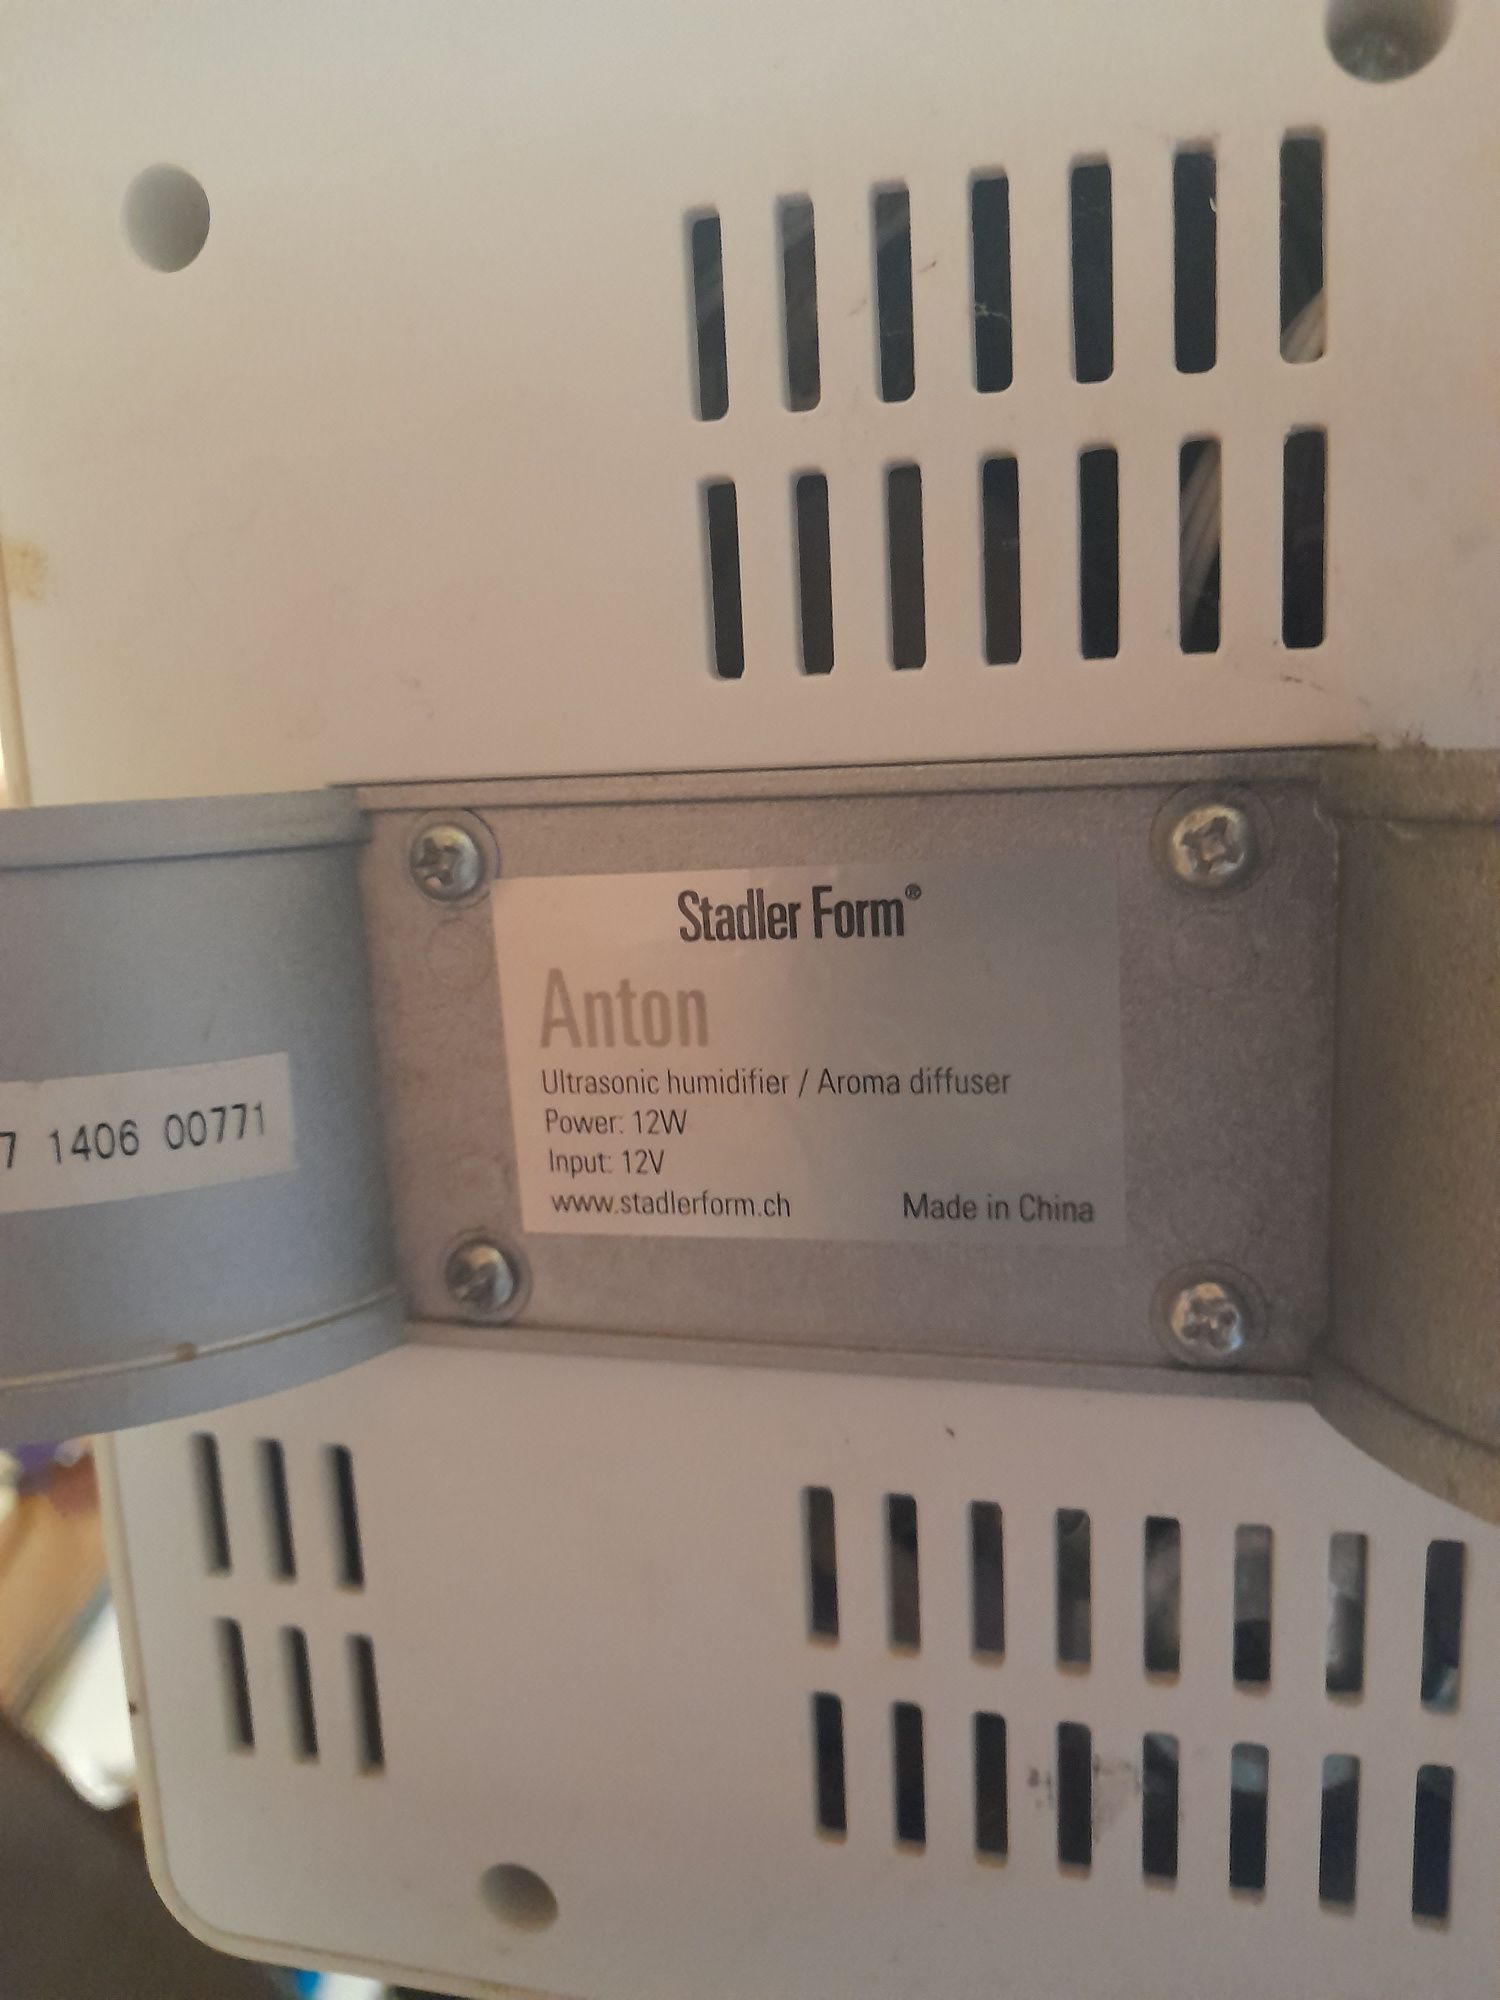 Stadler Form®
Anton
Ultrasonic humidifier / Aroma diffuser
Power: 12W
Input: 12V
www.stadlerform.ch Made in China
7 1406 00771